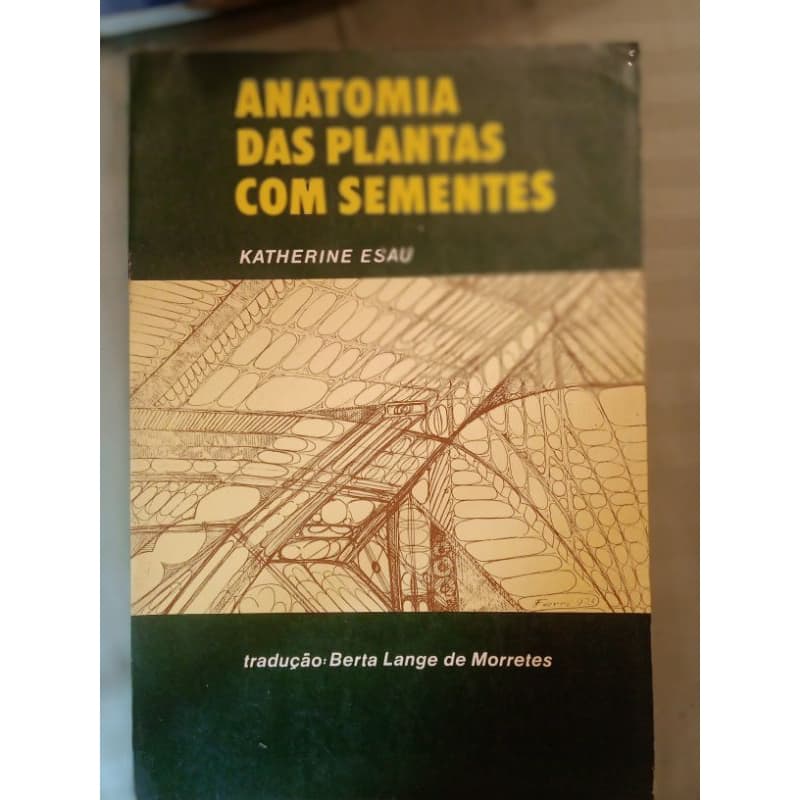 ANATOMIA
DAS PLANTAS
COM SEMENTES
KATHERINE ESAU
tradução: Berta Lange de Morretes